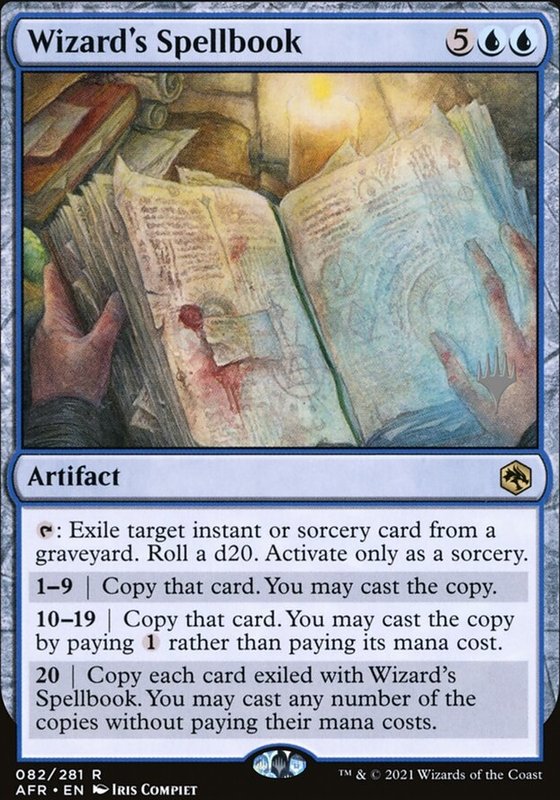 Wizard's Spellbook 5
Artifact
: Exile target instant or sorcery card from a
graveyard. Roll a d20. Activate only as a sorcery.
1–9 | Copy that card. You may cast the copy.
10–19 | Copy that card. You may cast the copy
by paying 1 rather than paying its mana cost.
20 | Copy each card exiled with Wizard's
Spellbook. You may cast any number of the
copies without paying their mana costs.
082/281 R
AFR • EN Iris Compiet
™ & © 2021 Wizards of the Coast